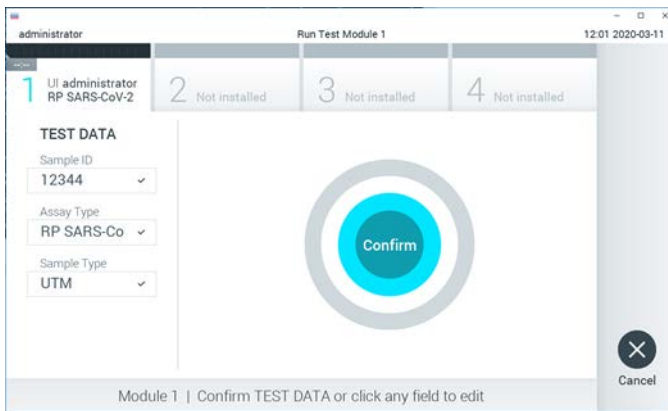 administrator Run Test Module 1 12:01 2020-03-11
1 UI administrator
RP SARS-CoV-2
2 Not installed
3 Not installed
4 Not installed
TEST DATA
Sample ID
12344
Assay Type
RP SARS-Co
Sample Type
UTM
Confirm
Cancel
Module 1 | Confirm TEST DATA or click any field to edit